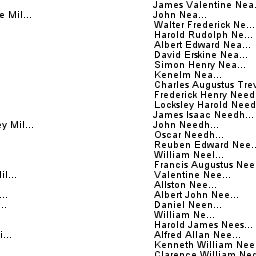 James Valentine Nea.
e Mil... John Nea...
Walter Frederick Ne...
Harold Rudolph Ne...
Albert Edward Nea...
David Erskine Nea...
Simon Henry Nea...
Kenelm Nea...
Charles Augustus Trev
Frederick Henry Need
Locksley Harold Need
James Isaac Needh...
ey Mil... John Needh...
Oscar Needh...
Reuben Edward Nee..
William Neel...
Francis Augustus Nee
il... Valentine Nee...
Allston Nee...
... Albert John Nee...
.. Daniel Neen...
William Ne...
Harold James Nees...
i... Alfred Allan Nee...
Kenneth William Nee
Clarence William Nee